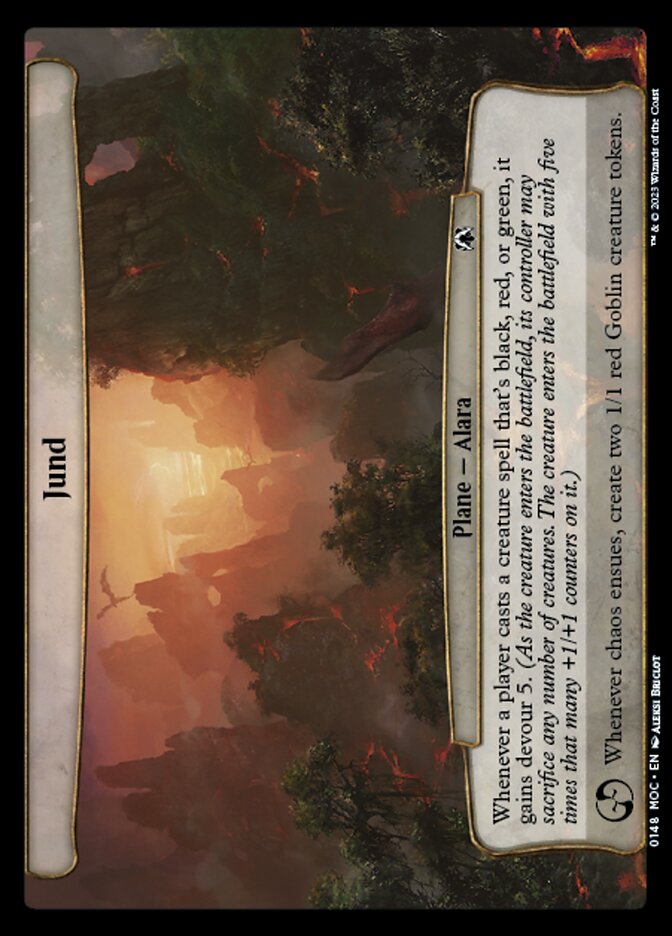 Jund
Plane — Alara
Whenever a player casts a creature spell that's black, red, or green, it
gains devour 5. (As the creature enters the battlefield, its controller may
sacrifice any number of creatures. The creature enters the battlefield with five
times that many +1/+1 counters on it.)
Whenever chaos ensues, create two 1/1 red Goblin creature tokens.
0148 MOC • EN Aleksi Briclot
™ & © 2023 Wizards of the Coast